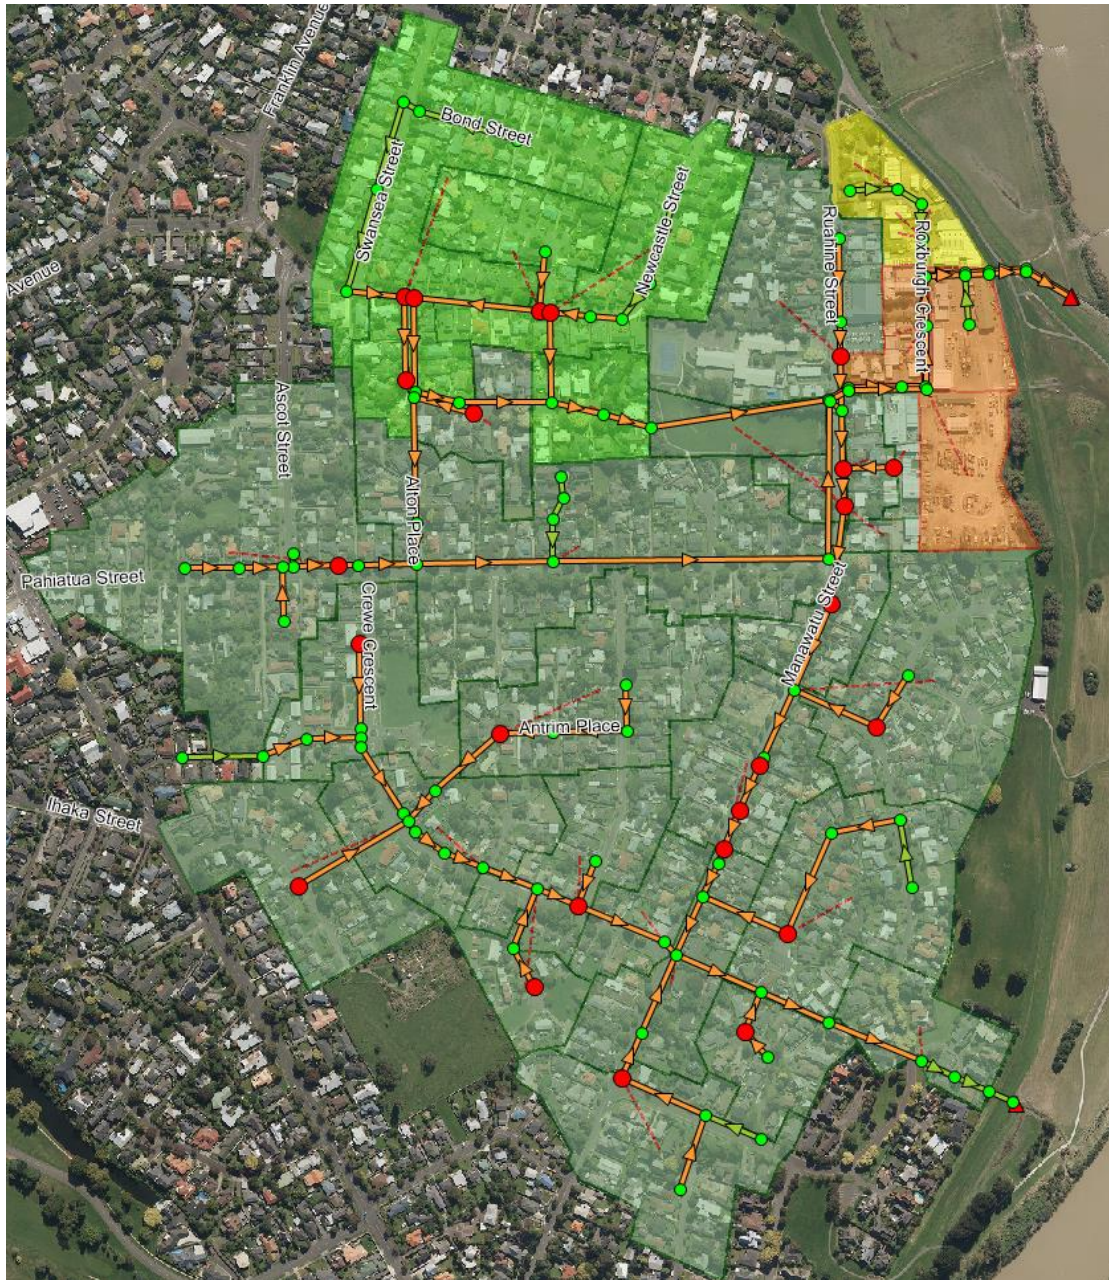 Franklin Avenue
Bond Street
Swansea Street
Newcastle Street
Ruahine Street
Roxburgh Crescent
Avenue
Ascot Street
Alton Place
Pahiatua Street
Crewe Crescent
Manawatu Street
Antrim Place
Ihaka Street